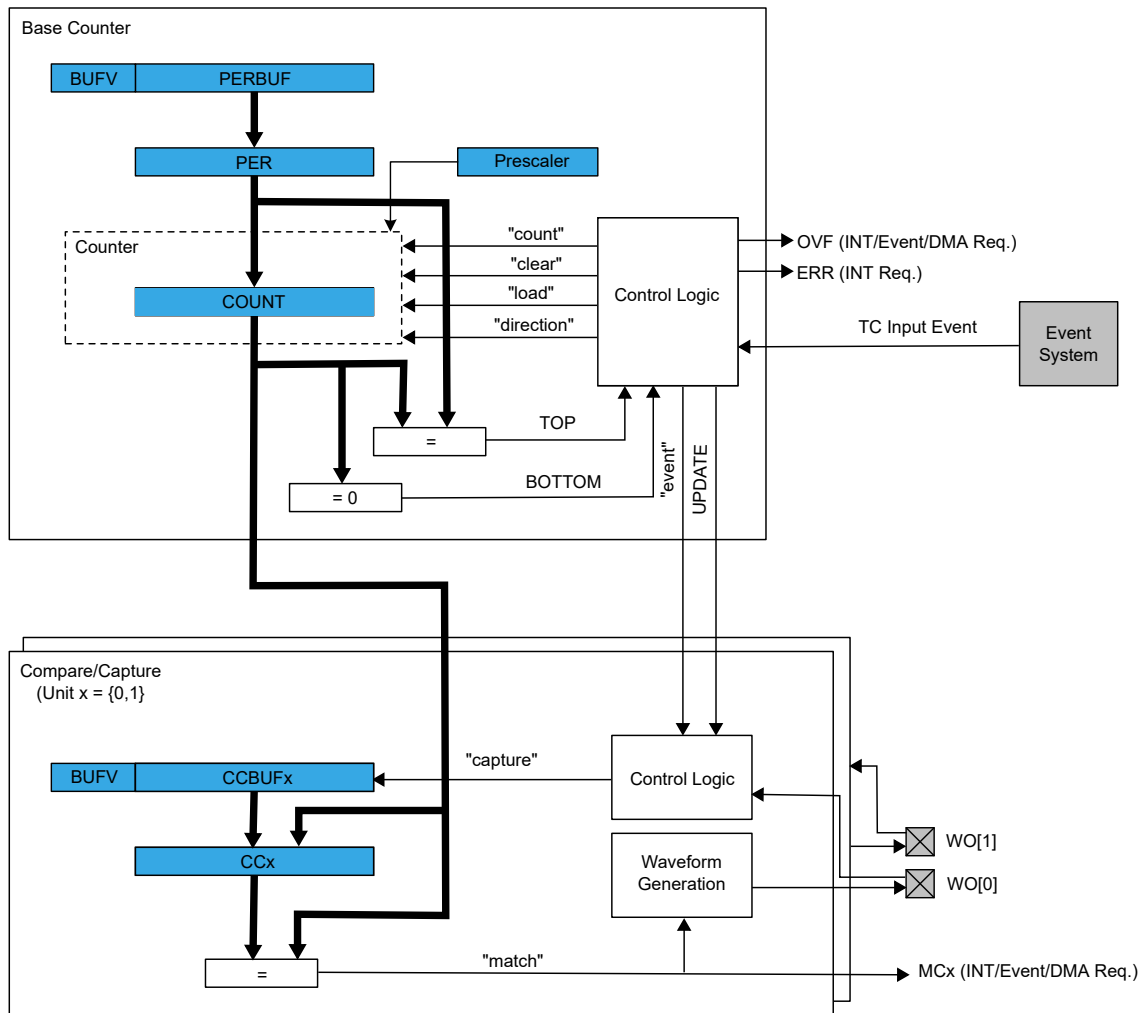 Base Counter
BUFV PERBUF
PER
Prescaler
Counter
COUNT
"count"
"clear"
"load"
"direction"
Control Logic
OVF (INT/Event/DMA Req.)
ERR (INT Req.)
TC Input Event
Event
System
=
TOP
= 0
BOTTOM
"event"
UPDATE
Compare/Capture
(Unit x = {0,1}
BUFV CCBUFx
"capture"
Control Logic
CCx
Waveform
Generation
WO[1]
WO[0]
=
"match"
MCx (INT/Event/DMA Req.)